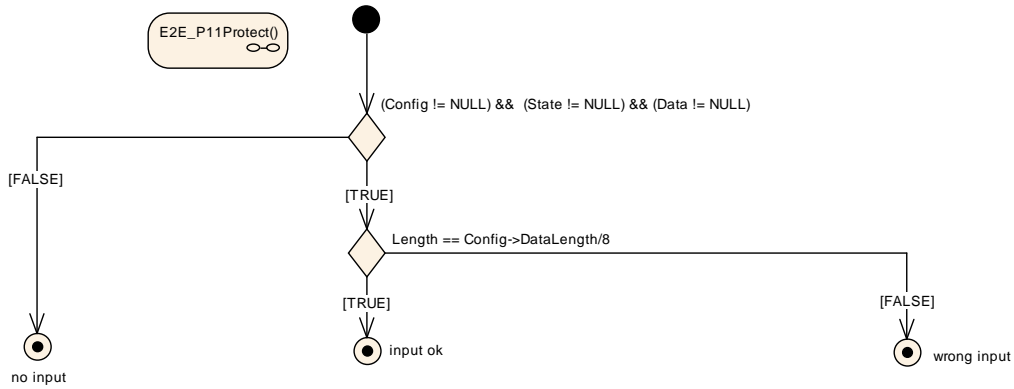 E2E_P11Protect()
(Config != NULL) && (State != NULL) && (Data != NULL)
[FALSE]
[TRUE]
Length == Config->DataLength/8
[TRUE]
[FALSE]
input ok
wrong input
no input